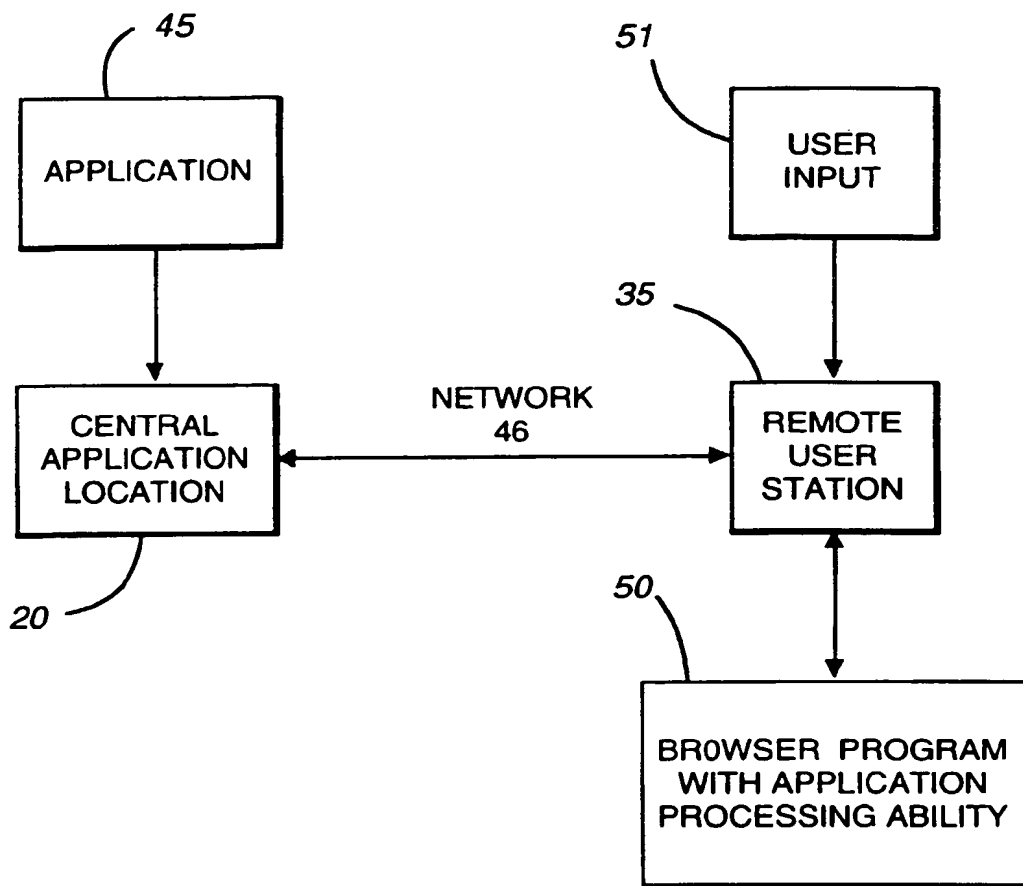 45
APPLICATION
51
USER
INPUT
35
CENTRAL
APPLICATION
LOCATION
NETWORK
46
REMOTE
USER
STATION
20
50
BR0WSER PROGRAM
WITH APPLICATION
PROCESSING ABILITY